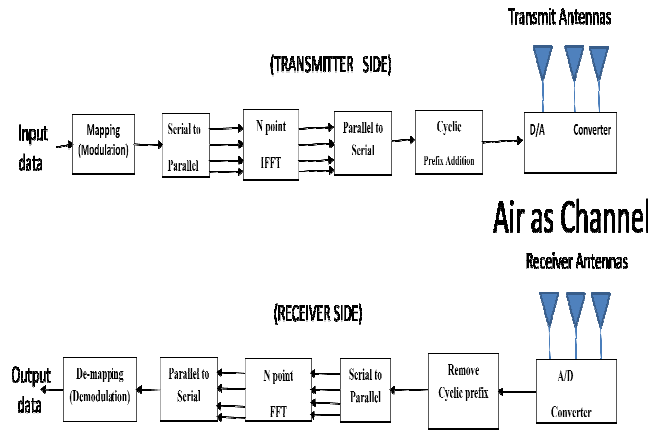 Transmit Antennas
(TRANSMITTER SIDE)
Input
data
Mapping
(Modulation)
Serial to
Parallel
N point
IFFT
Parallel to
Serial
Cyclic
Prefix Addition
D/A Converter
Air as Channel
Receiver Antennas
(RECEIVER SIDE)
Output
data
De-mapping
(Demodulation)
Parallel to
Serial
N point
FFT
Serial to
Parallel
Remove
Cyclic prefix
A/D
Converter